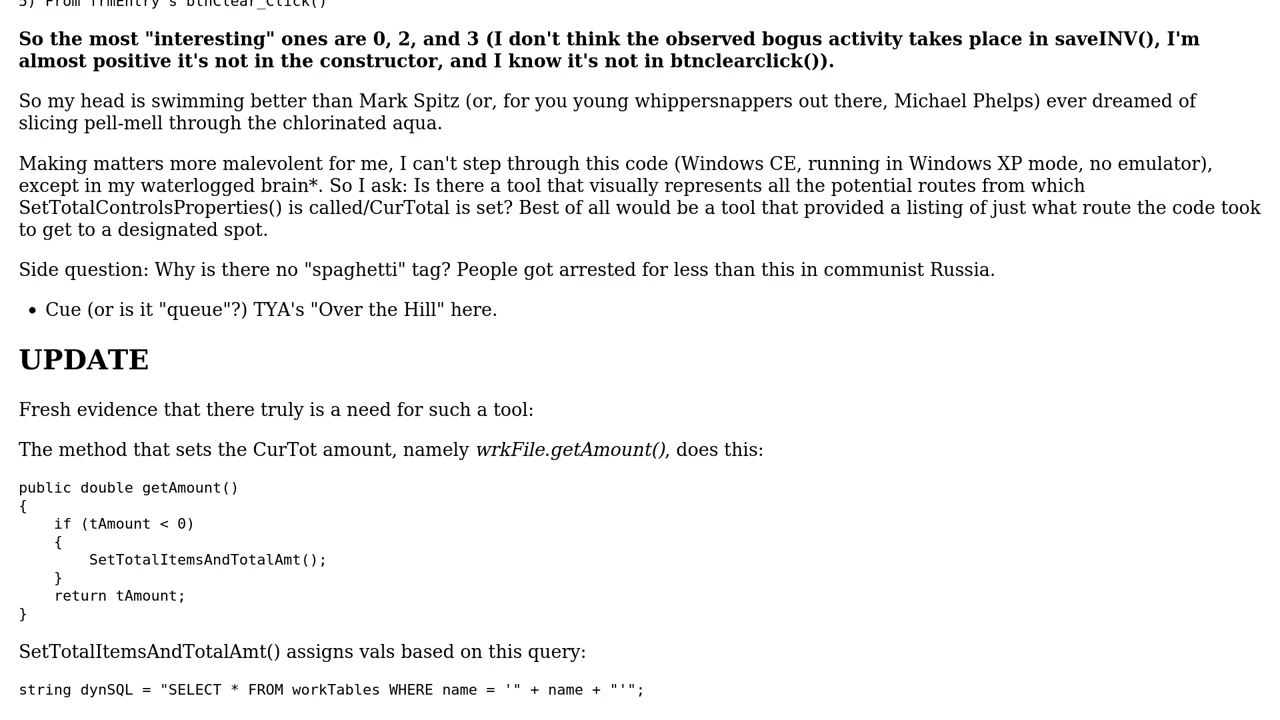 5) From frmEntry's btnClear_Click()
So the most "interesting" ones are 0, 2, and 3 (I don't think the observed bogus activity takes place in saveINV(), I'm
almost positive it's not in the constructor, and I know it's not in btnclearclick()).
So my head is swimming better than Mark Spitz (or, for you young whippersnappers out there, Michael Phelps) ever dreamed of
slicing pell-mell through the chlorinated aqua.
Making matters more malevolent for me, I can't step through this code (Windows CE, running in Windows XP mode, no emulator),
except in my waterlogged brain*. So I ask: Is there a tool that visually represents all the potential routes from which
SetTotalControlsProperties() is called/CurTotal is set? Best of all would be a tool that provided a listing of just what route the code took
to get to a designated spot.
Side question: Why is there no "spaghetti" tag? People got arrested for less than this in communist Russia.
• Cue (or is it "queue"?) TYA's "Over the Hill" here.
UPDATE
Fresh evidence that there truly is a need for such a tool:
The method that sets the CurTot amount, namely wrkFile.getAmount(), does this:
public double getAmount()
{
    if (tAmount < 0)
    {
        SetTotalItemsAndTotalAmt();
    }
    return tAmount;
}
SetTotalItemsAndTotalAmt() assigns vals based on this query:
string dynSQL = "SELECT * FROM workTables WHERE name = '" + name + "'";